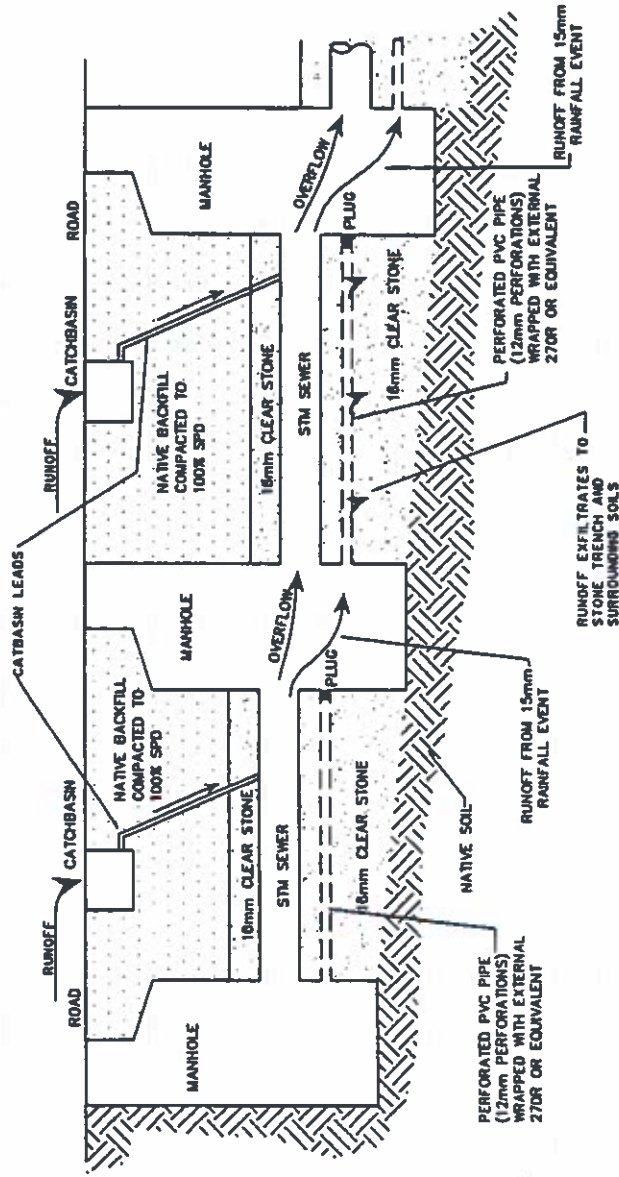 ROAD
RUNOFF
CATCHBASIN
CATBASIN LEADS
RUNOFF
CATCHBASIN
ROAD
MANHOLE
NATIVE BACKFILL
COMPACTED TO
100% SPD
MANHOLE
NATIVE BACKFILL
COMPACTED TO
100% SPD
MANHOLE
16mm CLEAR STONE
STM SEWER
OVERFLOW
PLUG
16mm CLEAR STONE
16mm CLEAR STONE
STM SEWER
OVERFLOW
PLUG
16mm CLEAR STONE
PERFORATED PVC PIPE
(12mm PERFORATIONS)
WRAPPED WITH EXTERNAL
270R OR EQUIVALENT
NATIVE SOIL
RUNOFF FROM 15mm
RAINFALL EVENT
RUNOFF EXFILTRATES TO
STONE TRENCH AND
SURROUNDING SOILS
PERFORATED PVC PIPE
(12mm PERFORATIONS)
WRAPPED WITH EXTERNAL
270R OR EQUIVALENT
RUNOFF FROM 15mm
RAINFALL EVENT